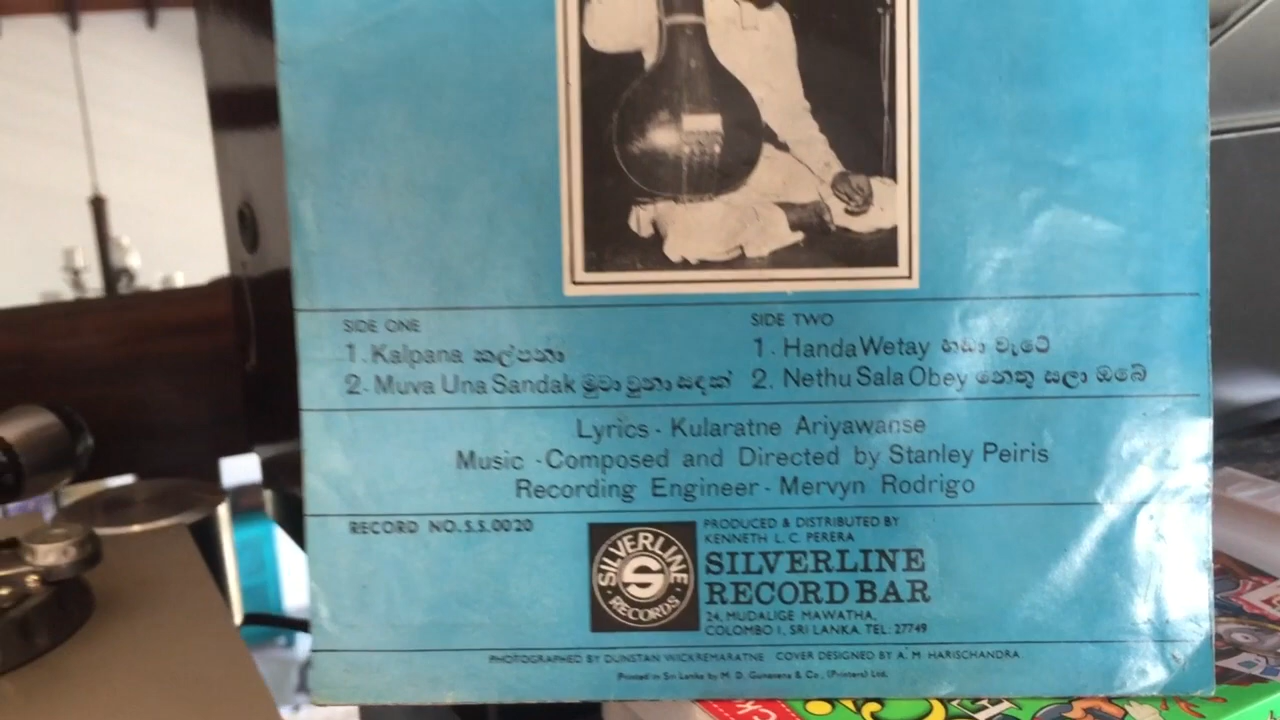 SIDE ONE
1. Kalpana කල්පනා
2. Muva Una Sandak මුවා වුනා සඳක්
SIDE TWO
1. Handa Wetay හඬා වැටේ
2. Nethu Sala Obey නෙතු සලා ඔබේ
Lyrics - Kularatne Ariyawanse
Music - Composed and Directed by Stanley Peiris
Recording Engineer - Mervyn Rodrigo
RECORD NO. S.S. 0020
SILVERLINE
S
RECORDS
PRODUCED & DISTRIBUTED BY
KENNETH L. C. PERERA
SILVERLINE
RECORD BAR
24, MUDALIGE MAWATHA,
COLOMBO 1, SRI LANKA. TEL: 27749
PHOTOGRAPHED BY DUNSTAN WICKREMARATNE COVER DESIGNED BY A. M. HARISCHANDRA
Printed in Sri Lanka by M. D. Gunasena & Co., (Printers) Ltd.